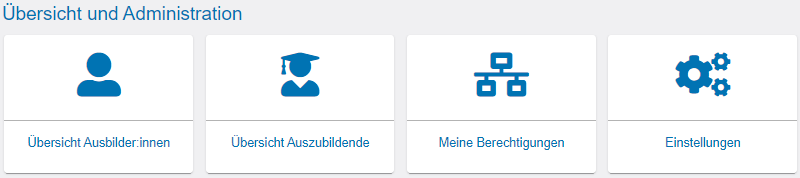 Übersicht und Administration
Übersicht Ausbilder:innen
Übersicht Auszubildende
Meine Berechtigungen
Einstellungen